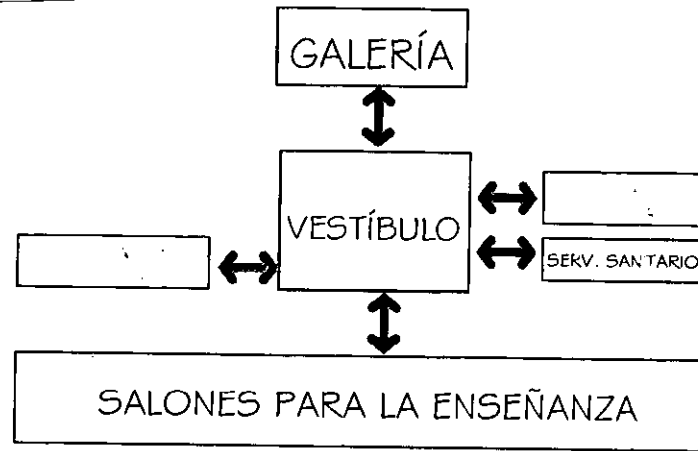 GALERÍA
VESTÍBULO
SERV. SANTARIO
SALONES PARA LA ENSEÑANZA